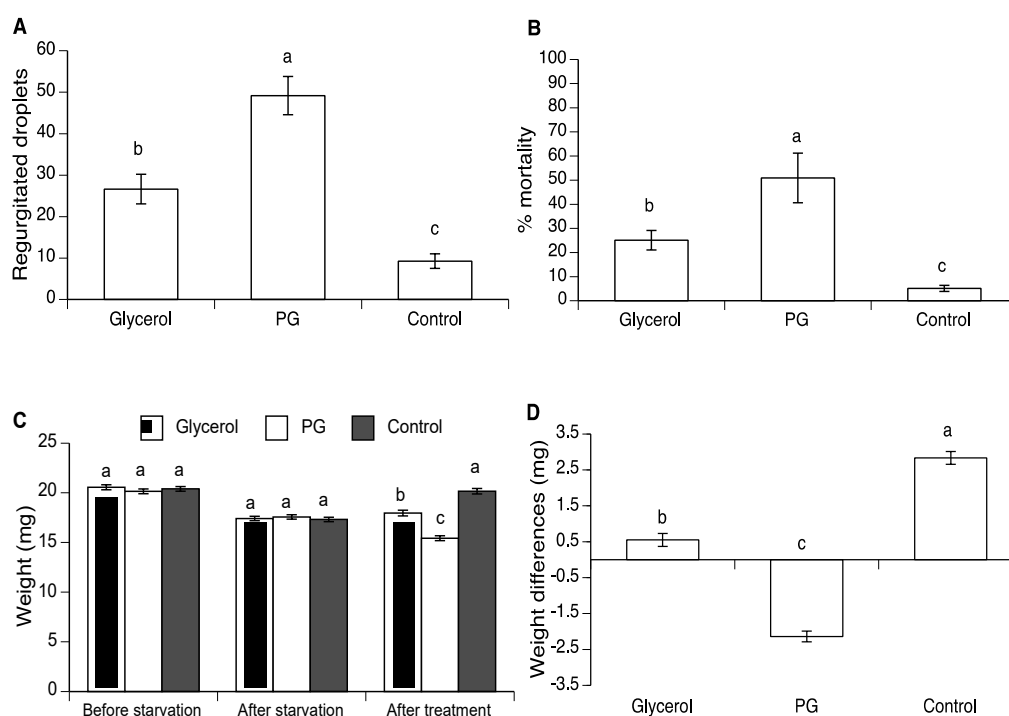 A
Regurgitated droplets
60
50
40
30
20
10
0
b
a
c
Glycerol PG Control
B
% mortality
100
90
80
70
60
50
40
30
20
10
0
b
a
c
Glycerol PG Control
C
Glycerol PG Control
Weight (mg)
25
20
15
10
5
0
a a a
a a a
b c a
Before starvation After starvation After treatment
D
Weight differences (mg)
3.5
2.5
1.5
0.5
-0.5
-1.5
-2.5
-3.5
b
c
a
Glycerol PG Control